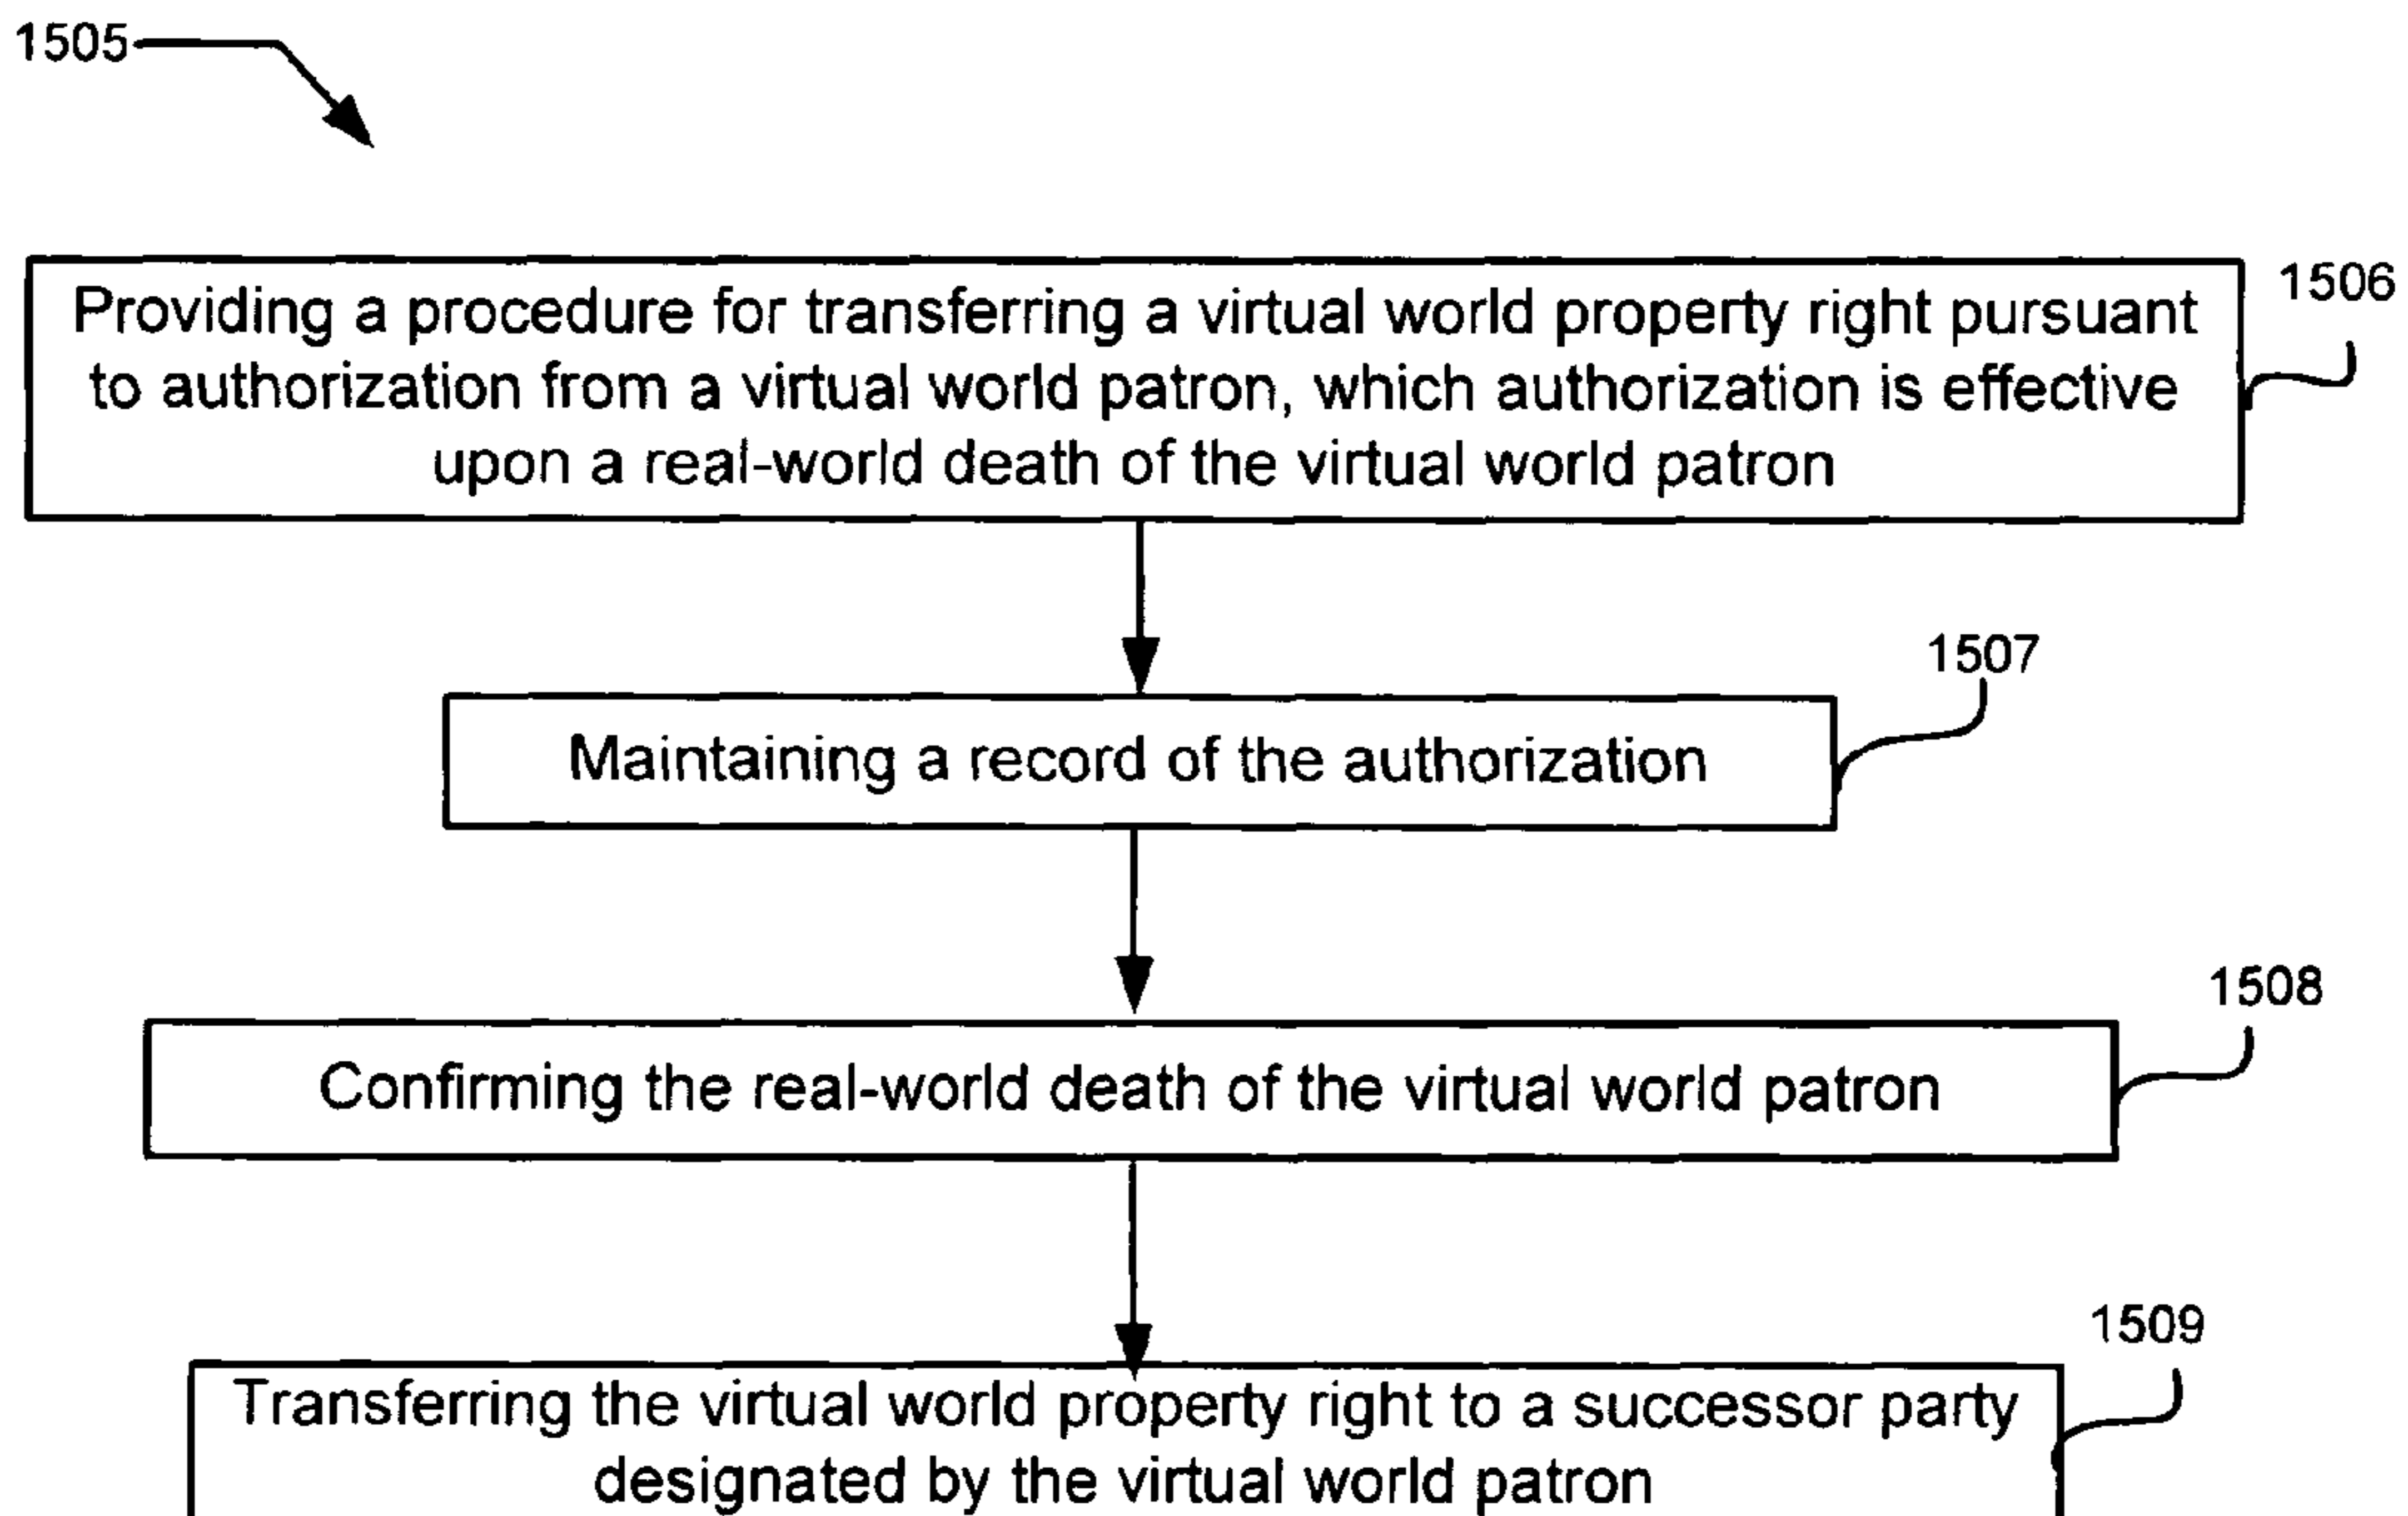 1505
1506
Providing a procedure for transferring a virtual world property right pursuant
to authorization from a virtual world patron, which authorization is effective
upon a real-world death of the virtual world patron
1507
Maintaining a record of the authorization
1508
Confirming the real-world death of the virtual world patron
1509
Transferring the virtual world property right to a successor party
designated by the virtual world patron